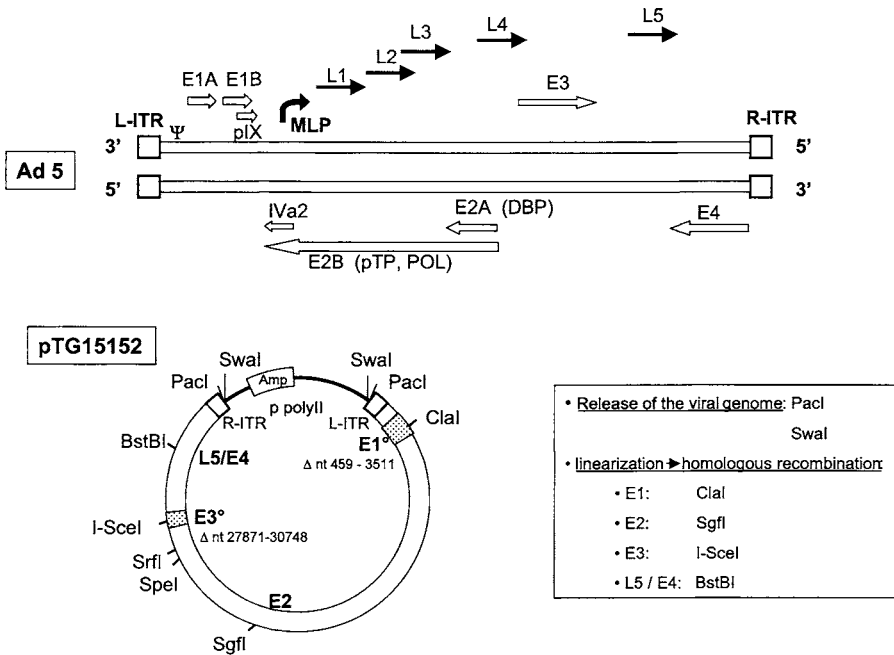 L5
L4
L3
L2
L1
E3
E1A E1B
L-ITR
Ψ
pIX
MLP
R-ITR
3' 5'
Ad 5
5' 3'
IVa2
E2A (DBP)
E4
E2B (pTP, POL)
pTG15152
SwaI
SwaI
PacI
Amp
PacI
p polyII
ClaI
R-ITR
L-ITR
BstBI
E1°
L5/E4
Δ nt 459 - 3511
I-SceI
E3°
Δ nt 27871-30748
SrfI
SpeI
E2
SgfI
• Release of the viral genome: PacI
SwaI
• linearization → homologous recombination:
• E1: ClaI
• E2: SgfI
• E3: I-SceI
• L5 / E4: BstBI